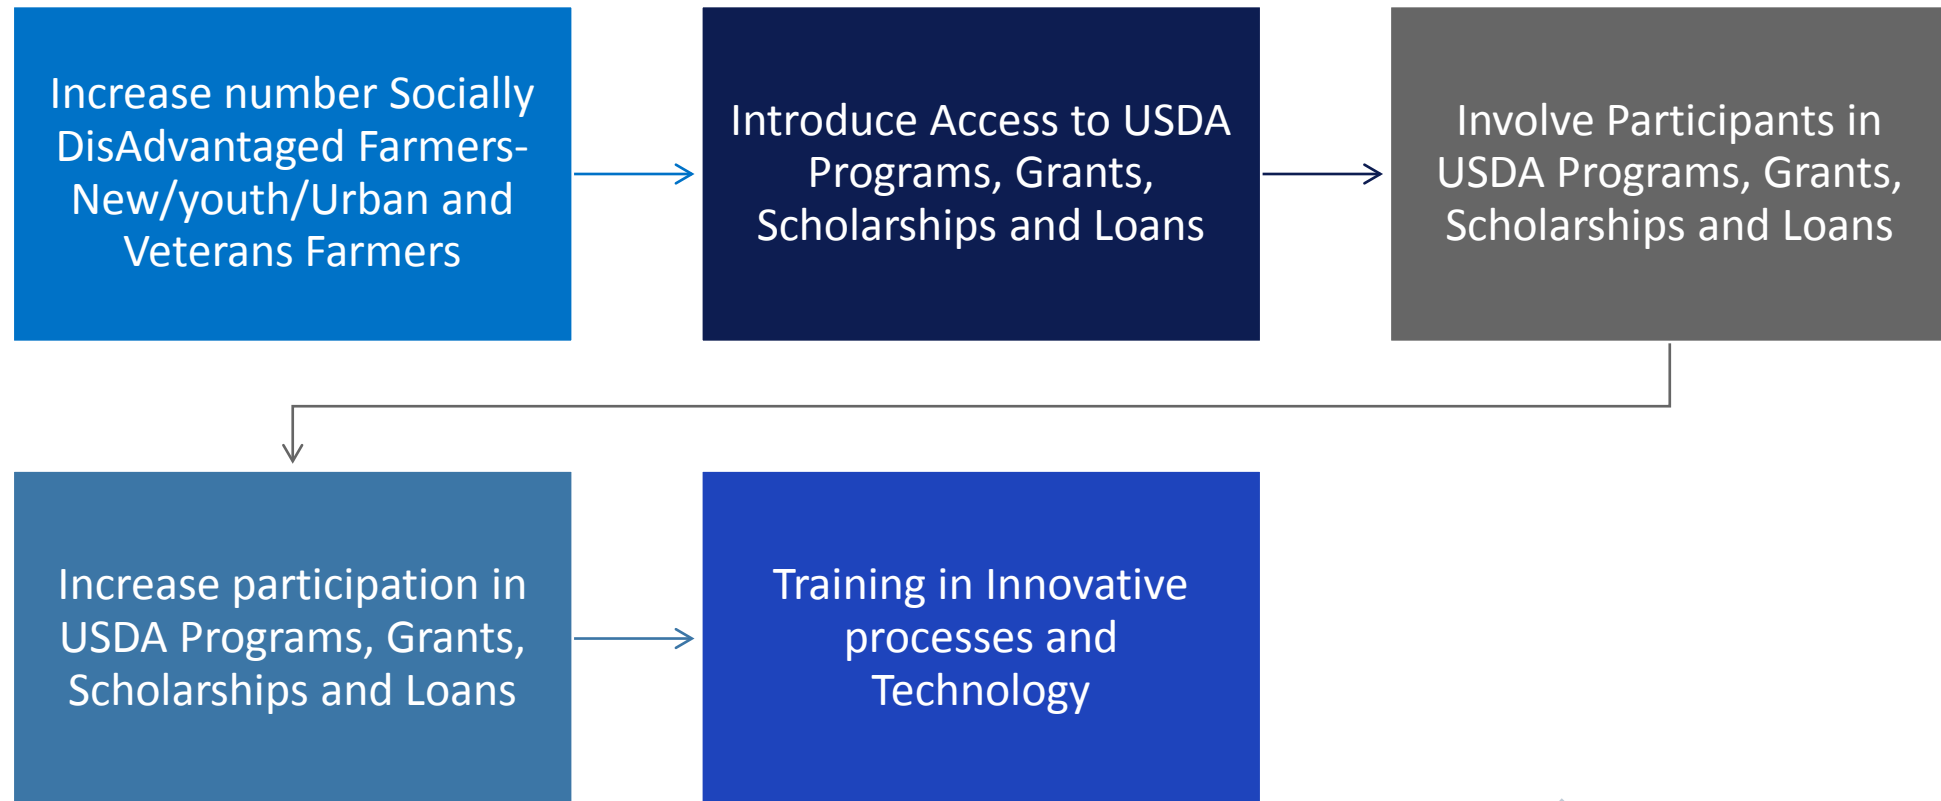 Increase number Socially
DisAdvantaged Farmers-
New/youth/Urban and
Veterans Farmers
Introduce Access to USDA
Programs, Grants,
Scholarships and Loans
Involve Participants in
USDA Programs, Grants,
Scholarships and Loans
Increase participation in
USDA Programs, Grants,
Scholarships and Loans
Training in Innovative
processes and
Technology